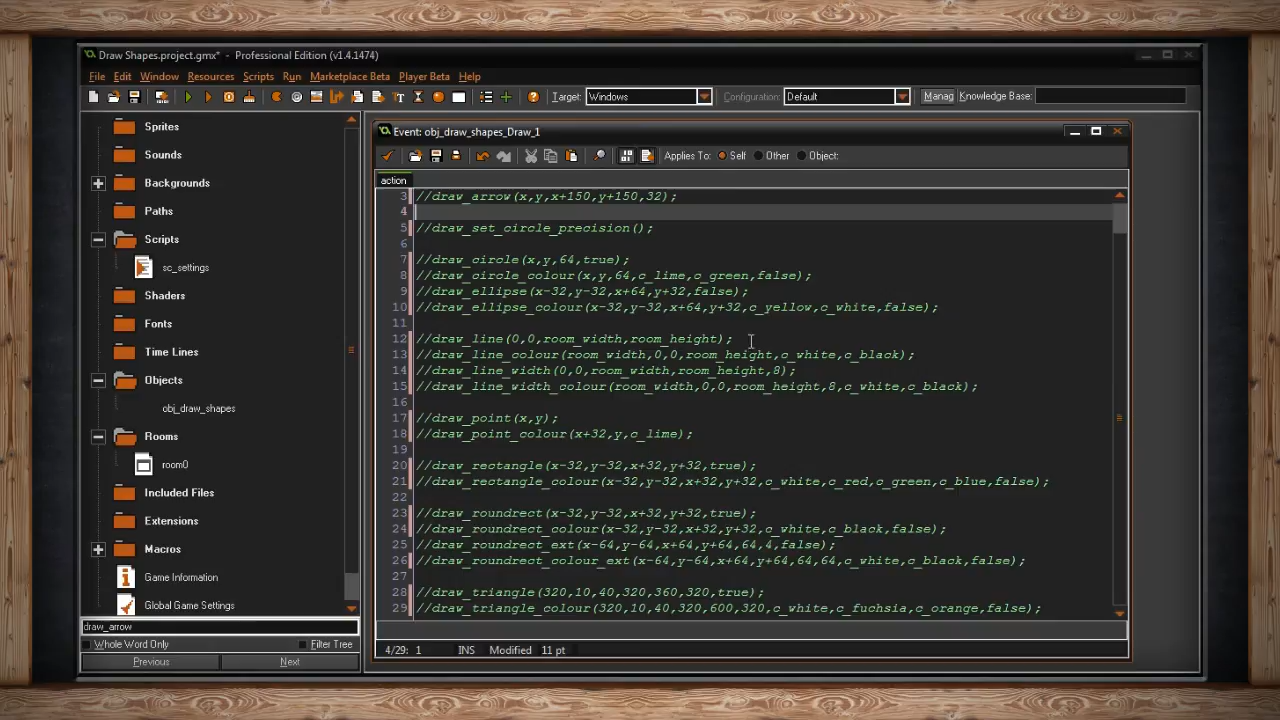 Draw Shapes.project.gmx* - Professional Edition (v1.4.1474)
File Edit Window Resources Scripts Run Marketplace Beta Player Beta Help
Target: Windows Configuration: Default Manag Knowledge Base:
Sprites
Sounds
Backgrounds
Paths
Scripts
sc_settings
Shaders
Fonts
Time Lines
Objects
obj_draw_shapes
Rooms
room0
Included Files
Extensions
Macros
Game Information
Global Game Settings
draw_arrow
Whole Word Only Filter Tree
Previous Next
Event: obj_draw_shapes_Draw_1
Applies To: Self Other Object:
action
3 //draw_arrow(x,y,x+150,y+150,32);
4
5 //draw_set_circle_precision();
6
7 //draw_circle(x,y,64,true);
8 //draw_circle_colour(x,y,64,c_lime,c_green,false);
9 //draw_ellipse(x-32,y-32,x+64,y+32,false);
10 //draw_ellipse_colour(x-32,y-32,x+64,y+32,c_yellow,c_white,false);
11
12 //draw_line(0,0,room_width,room_height);
13 //draw_line_colour(room_width,0,0,room_height,c_white,c_black);
14 //draw_line_width(0,0,room_width,room_height,8);
15 //draw_line_width_colour(room_width,0,0,room_height,8,c_white,c_black);
16
17 //draw_point(x,y);
18 //draw_point_colour(x+32,y,c_lime);
19
20 //draw_rectangle(x-32,y-32,x+32,y+32,true);
21 //draw_rectangle_colour(x-32,y-32,x+32,y+32,c_white,c_red,c_green,c_blue,false);
22
23 //draw_roundrect(x-32,y-32,x+32,y+32,true);
24 //draw_roundrect_colour(x-32,y-32,x+32,y+32,c_white,c_black,false);
25 //draw_roundrect_ext(x-64,y-64,x+64,y+64,64,4,false);
26 //draw_roundrect_colour_ext(x-64,y-64,x+64,y+64,64,64,c_white,c_black,false);
27
28 //draw_triangle(320,10,40,320,360,320,true);
29 //draw_triangle_colour(320,10,40,320,600,320,c_white,c_fuchsia,c_orange,false);
4/29: 1 INS Modified 11 pt